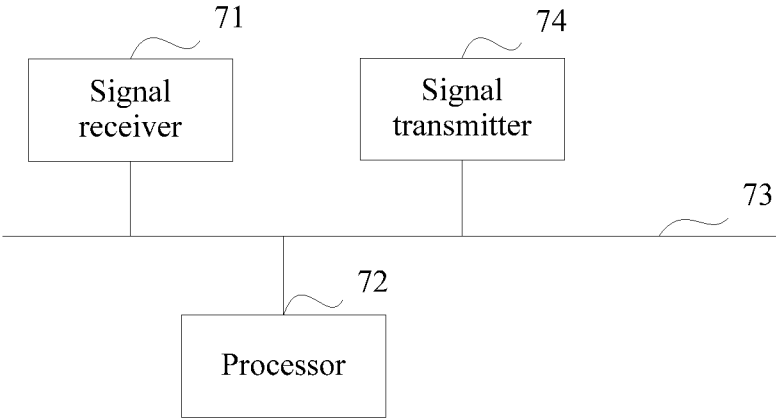 71
74
Signal
receiver
Signal
transmitter
73
72
Processor